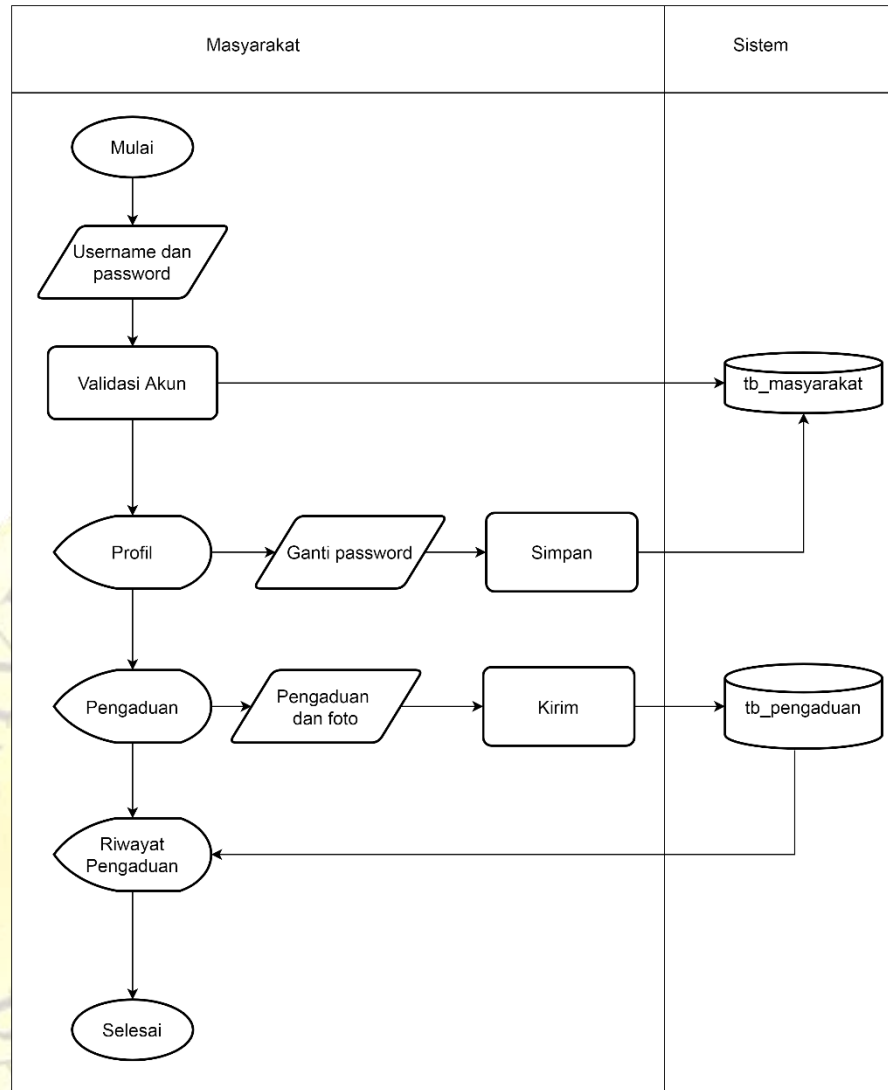 Masyarakat
Sistem
Mulai
Username dan
password
Validasi Akun
tb_masyarakat
Profil
Ganti password
Simpan
Pengaduan
Pengaduan
dan foto
Kirim
tb_pengaduan
Riwayat
Pengaduan
Selesai